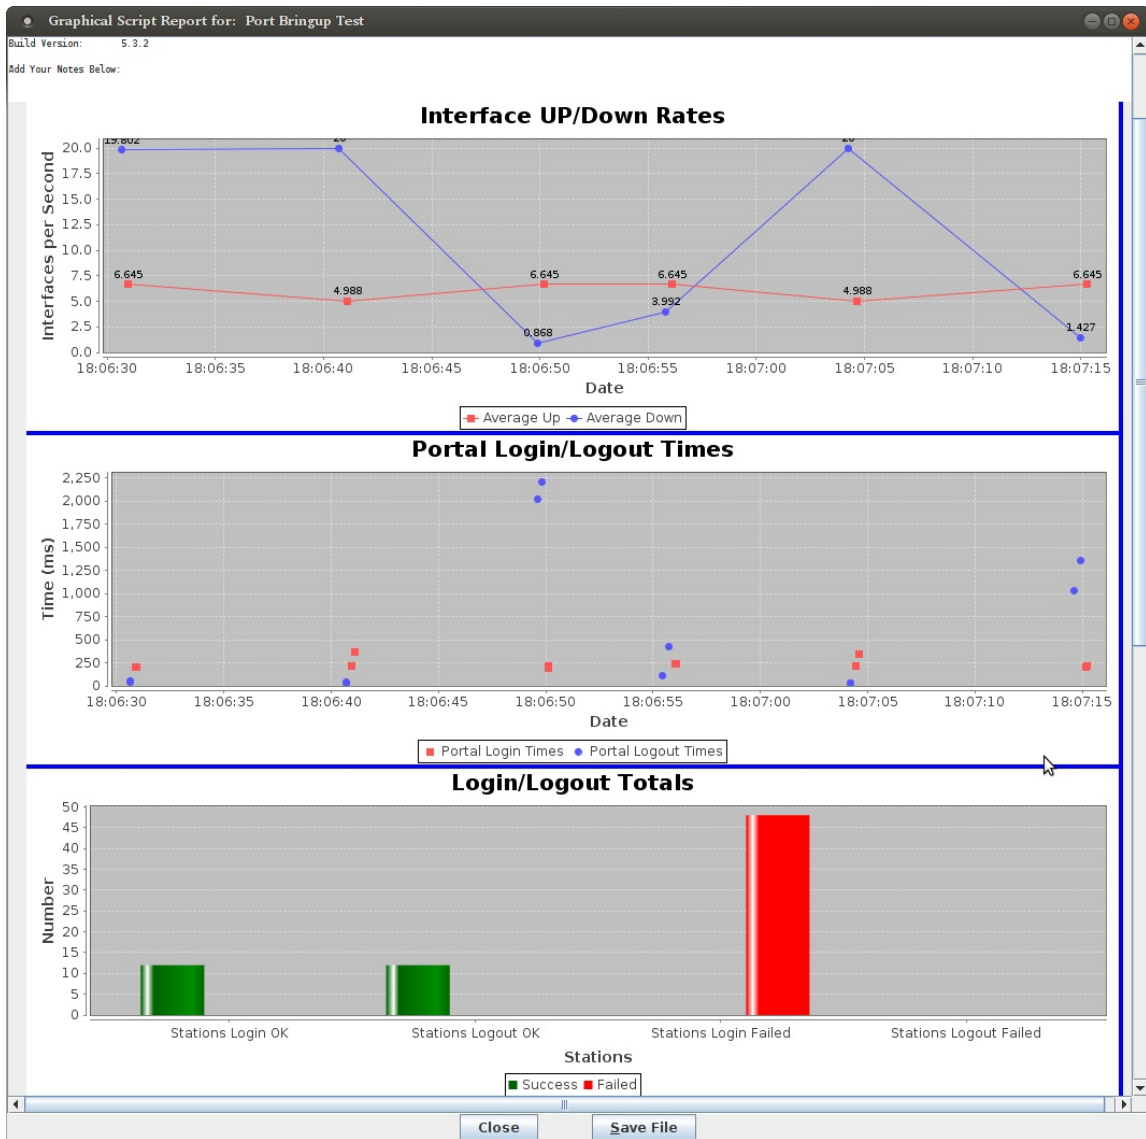 Graphical Script Report for: Port Bringup Test
Build Version: 5.3.2
Add Your Notes Below:
Interface UP/Down Rates
Interfaces per Second
20.0
17.5
15.0
12.5
10.0
7.5
5.0
2.5
0.0
19.802
20
20
6.645
4.988
6.645
6.645
4.988
6.645
0.868
3.992
1.427
18:06:30 18:06:35 18:06:40 18:06:45 18:06:50 18:06:55 18:07:00 18:07:05 18:07:10 18:07:15
Date
Average Up Average Down
Portal Login/Logout Times
Time (ms)
2,250
2,000
1,750
1,500
1,250
1,000
750
500
250
0
18:06:30 18:06:35 18:06:40 18:06:45 18:06:50 18:06:55 18:07:00 18:07:05 18:07:10 18:07:15
Date
Portal Login Times Portal Logout Times
Login/Logout Totals
Number
50
45
40
35
30
25
20
15
10
5
0
Stations Login OK Stations Logout OK Stations Login Failed Stations Logout Failed
Stations
Success Failed
Close Save File